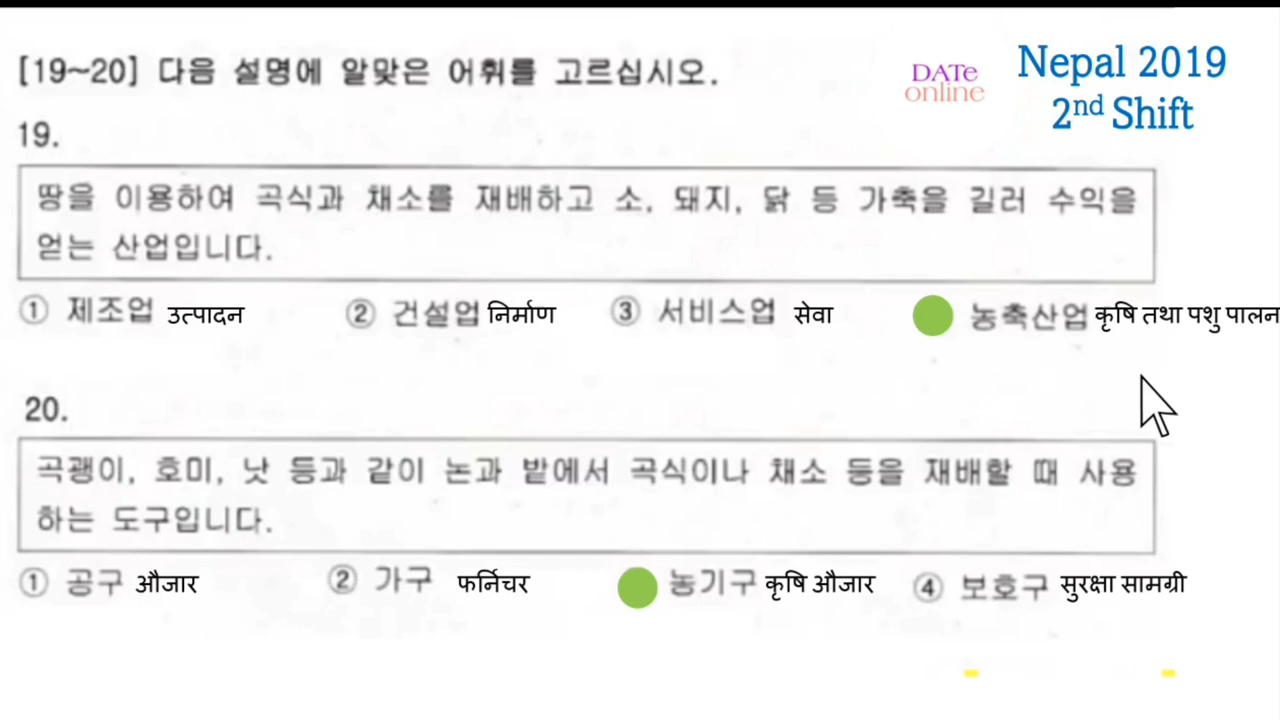 [19~20] 다음 설명에 알맞은 어휘를 고르십시오.
DATe
online
Nepal 2019
2nd Shift
19.
땅을 이용하여 곡식과 채소를 재배하고 소, 돼지, 닭 등 가축을 길러 수익을
얻는 산업입니다.
① 제조업 उत्पादन ② 건설업 निर्माण ③ 서비스업 सेवा 농축산업 कृषि तथा पशु पालन
20.
곡괭이, 호미, 낫 등과 같이 논과 밭에서 곡식이나 채소 등을 재배할 때 사용
하는 도구입니다.
① 공구 औजार ② 가구 फर्निचर 농기구 कृषि औजार ④ 보호구 सुरक्षा सामग्री